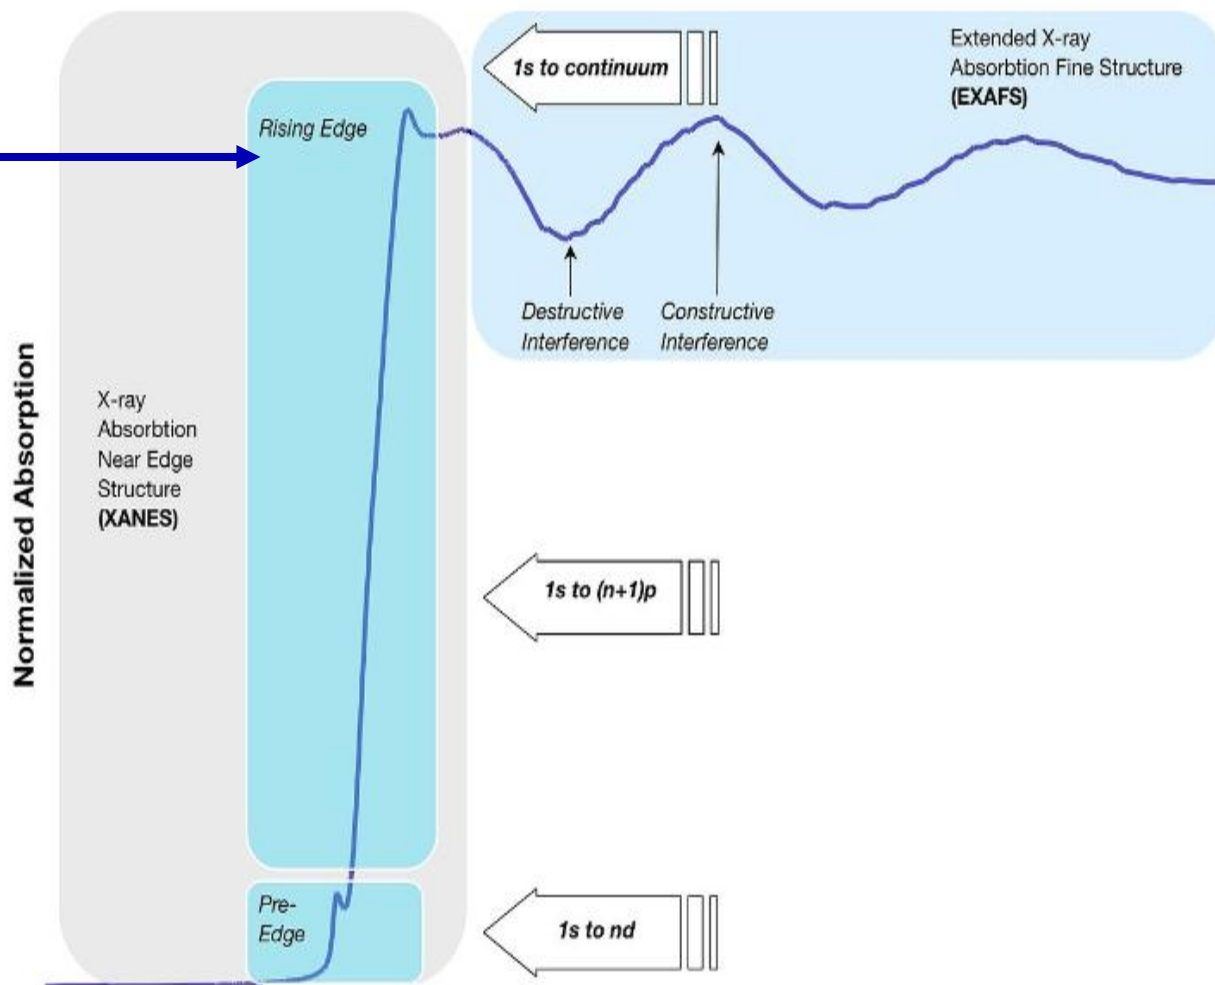 1s to continuum
Extended X-ray
Absorbtion Fine Structure
(EXAFS)
Rising Edge
Destructive
Interference
Constructive
Interference
Normalized Absorption
X-ray
Absorbtion
Near Edge
Structure
(XANES)
1s to (n+1)p
Pre-
Edge
1s to nd